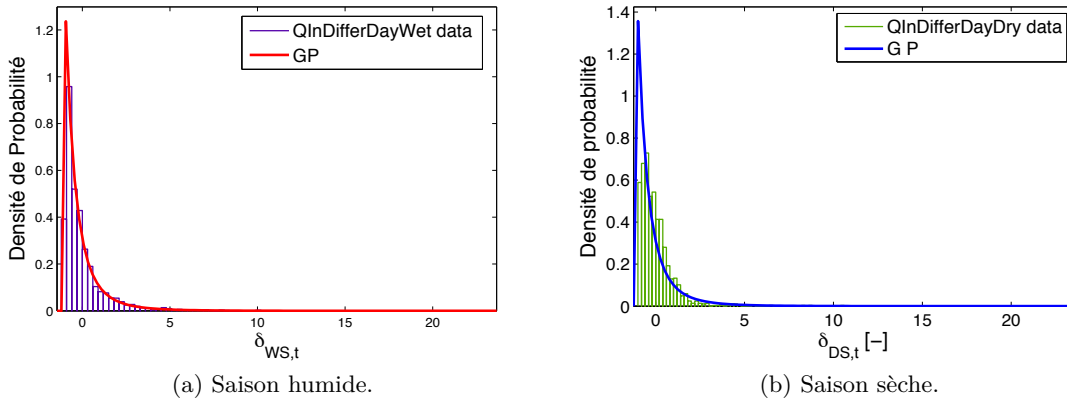 Densité de Probabilité
1.2
1
0.8
0.6
0.4
0.2
0
0
5
10
15
20
δWS,t
QInDifferDayWet data
GP
(a) Saison humide.
Densité de probabilité
1.4
1.2
1
0.8
0.6
0.4
0.2
0
0
5
10
15
20
δDS,t [–]
QInDifferDayDry data
G P
(b) Saison sèche.